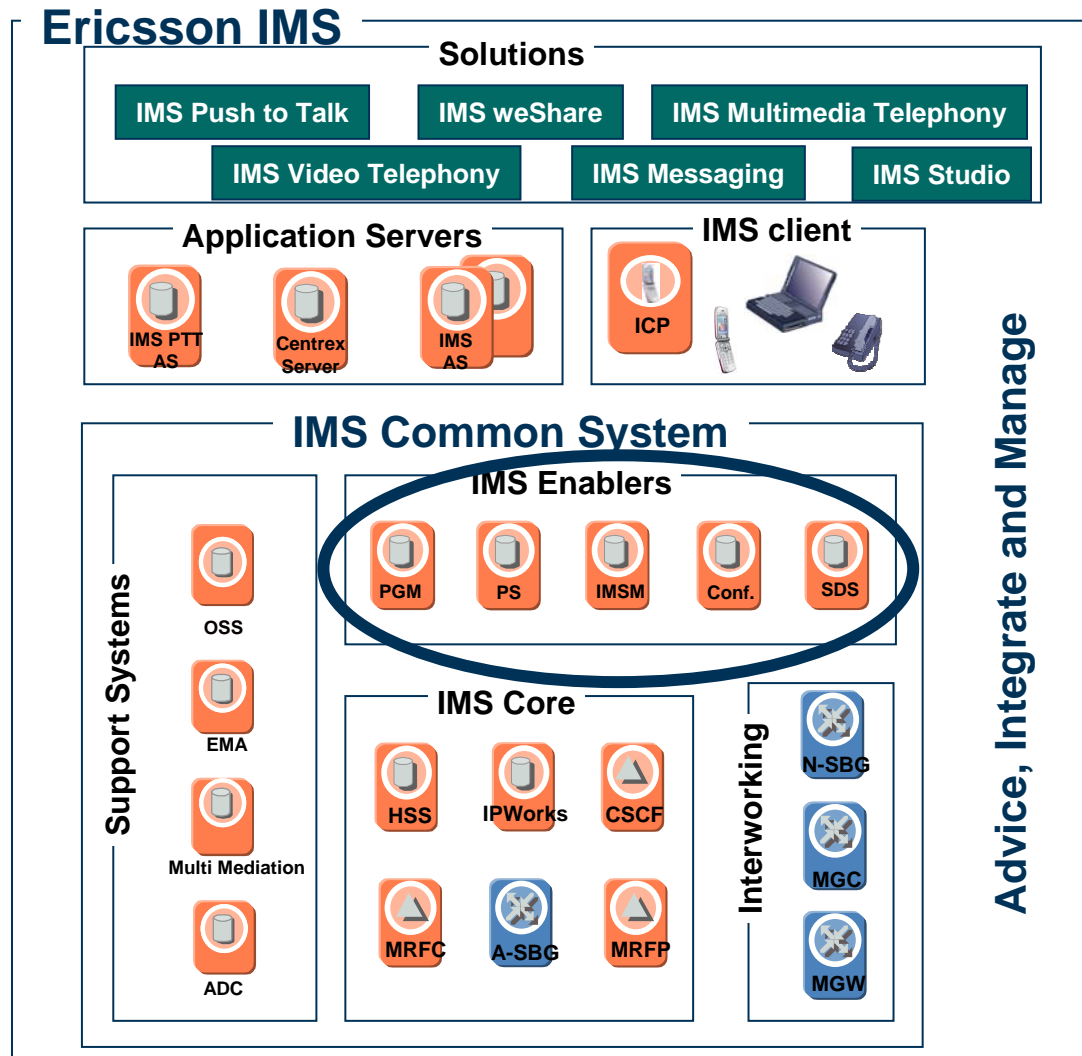 Ericsson IMS
Solutions
IMS Push to Talk
IMS weShare
IMS Multimedia Telephony
IMS Video Telephony
IMS Messaging
IMS Studio
Application Servers
IMS PTT
AS
Centrex
Server
IMS
AS
IMS client
ICP
Advice, Integrate and Manage
IMS Common System
Support Systems
OSS
EMA
Multi Mediation
ADC
IMS Enablers
PGM
PS
IMSM
Conf.
SDS
IMS Core
HSS
IPWorks
CSCF
MRFC
A-SBG
MRFP
Interworking
N-SBG
MGC
MGW